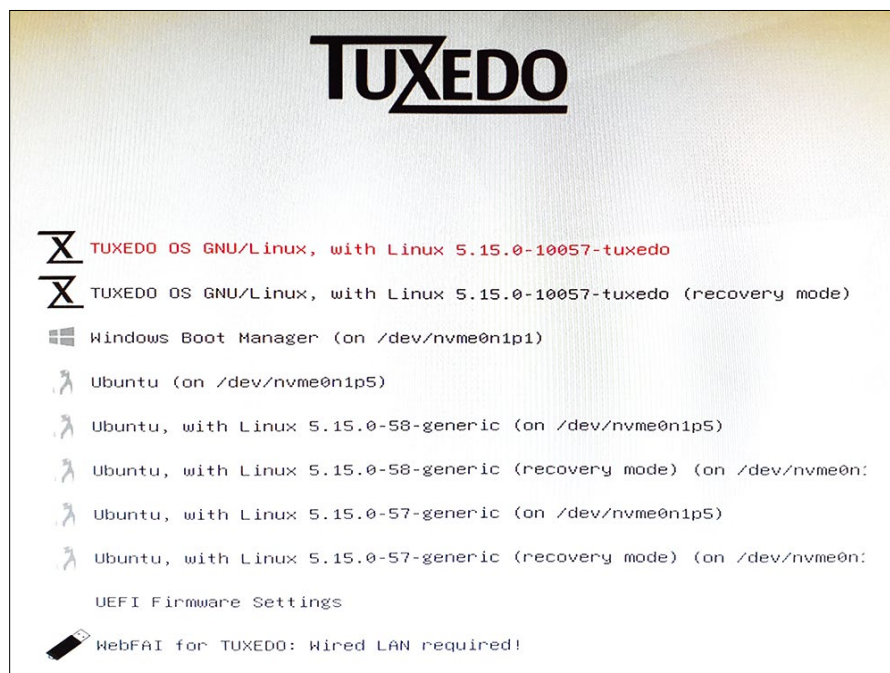 TUXEDO
TUXEDO OS GNU/Linux, with Linux 5.15.0-10057-tuxedo
TUXEDO OS GNU/Linux, with Linux 5.15.0-10057-tuxedo (recovery mode)
Windows Boot Manager (on /dev/nvme0n1p1)
Ubuntu (on /dev/nvme0n1p5)
Ubuntu, with Linux 5.15.0-58-generic (on /dev/nvme0n1p5)
Ubuntu, with Linux 5.15.0-58-generic (recovery mode) (on /dev/nvme0n1
Ubuntu, with Linux 5.15.0-57-generic (on /dev/nvme0n1p5)
Ubuntu, with Linux 5.15.0-57-generic (recovery mode) (on /dev/nvme0n1
UEFI Firmware Settings
WebFAI for TUXEDO: Wired LAN required!